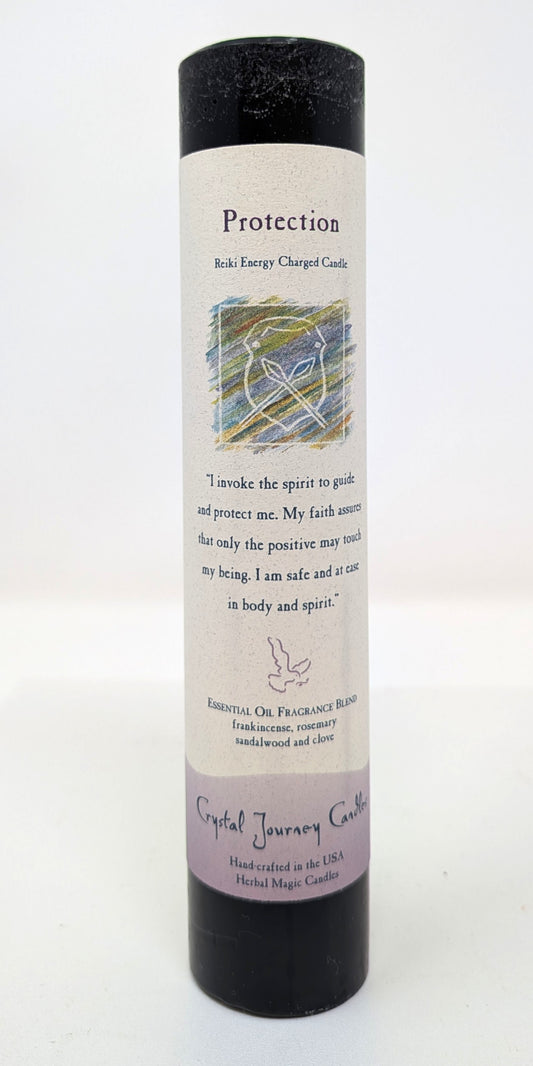 Protection
Reiki Energy Charged Candle
"I invoke the spirit to guide
and protect me. My faith assures
that only the positive may touch
my being. I am safe and at ease
in body and spirit."
Essential Oil Fragrance Blend
frankincense, rosemary
sandalwood and clove
Crystal Journey Candles
Hand-crafted in the USA
Herbal Magic Candles